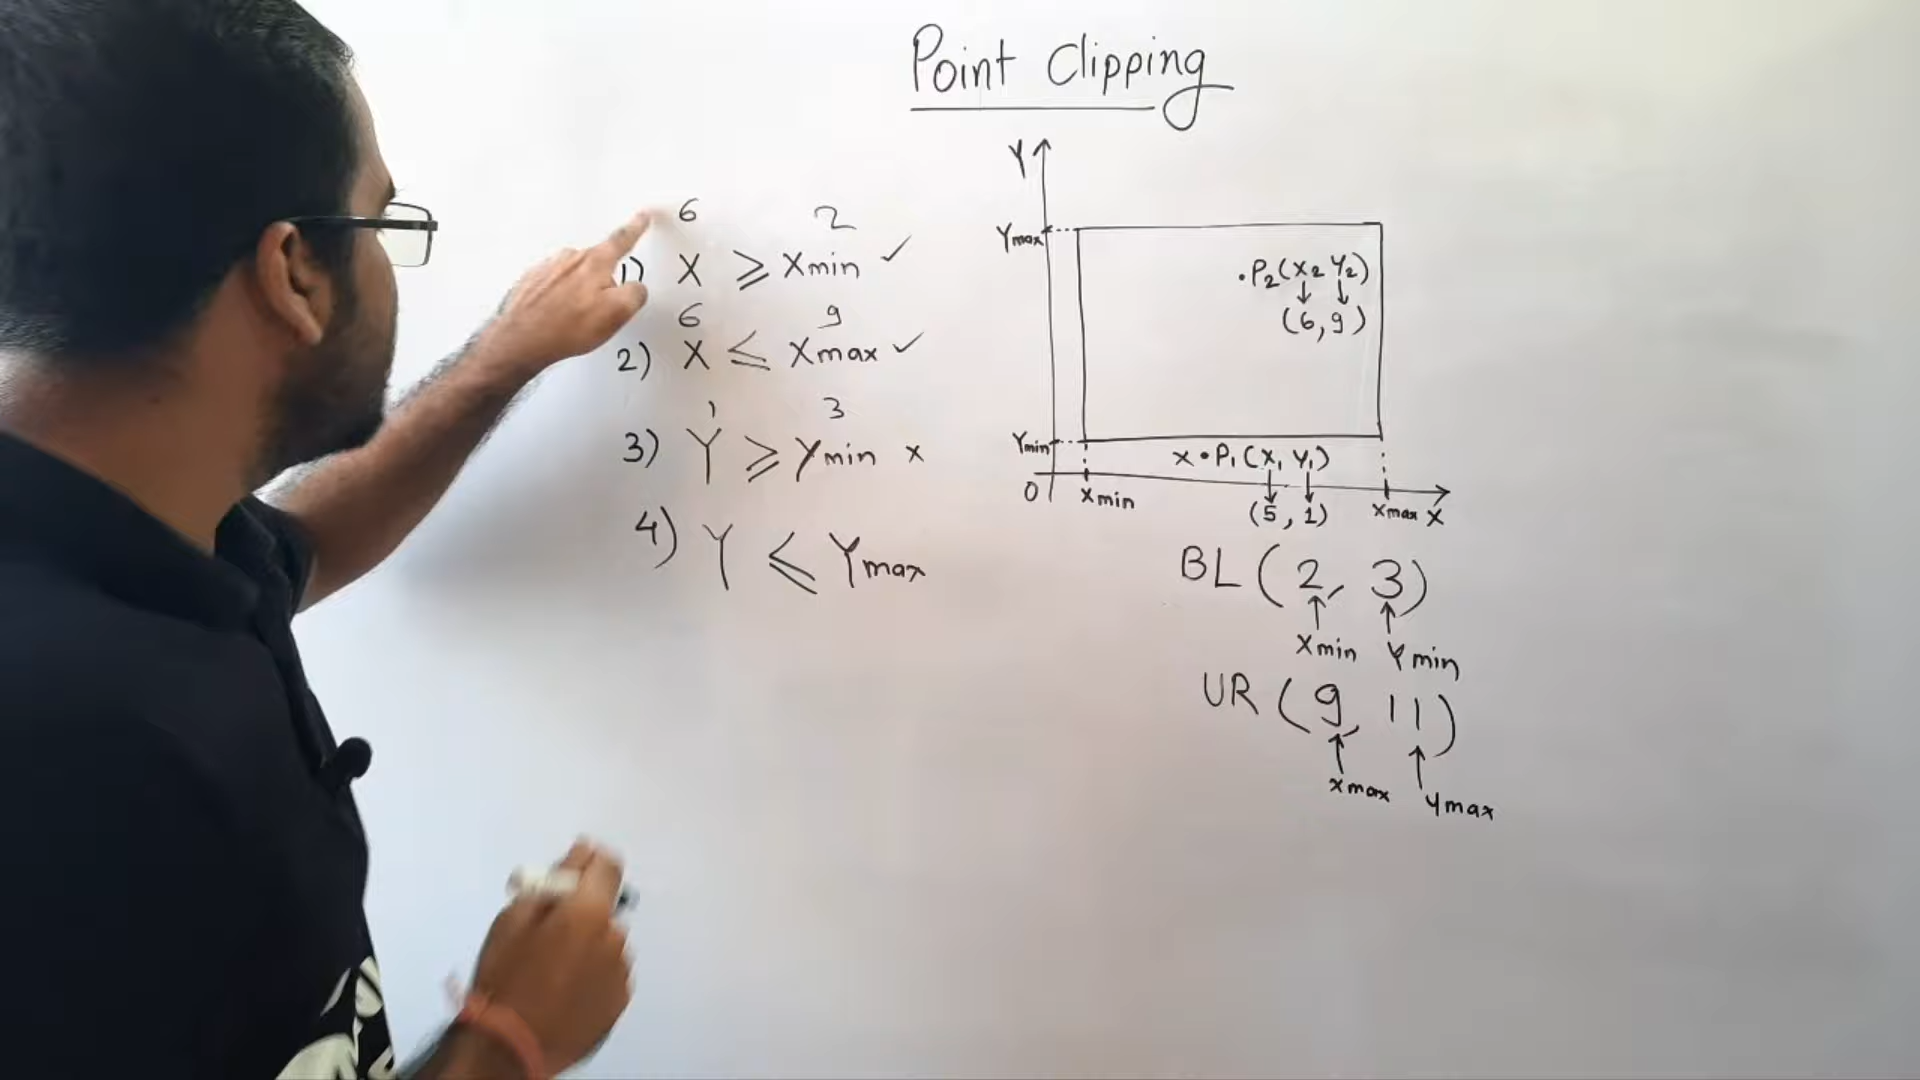 Point Clipping
6 2
1) X ≥ Xmin ✓
6 9
2) X ≤ Xmax ✓
1 3
3) Y ≥ Ymin x
4) Y ≤ Ymax
Y
Ymax
.P₂(X₂ Y₂)
↓ ↓
(6,9)
Ymin
x •P₁(X₁ Y₁)
↓ ↓
O Xmin (5,1) Xmax X
BL (2, 3)
↑ ↑
Xmin Ymin
UR (9, 11)
↑ ↑
xmax Ymax